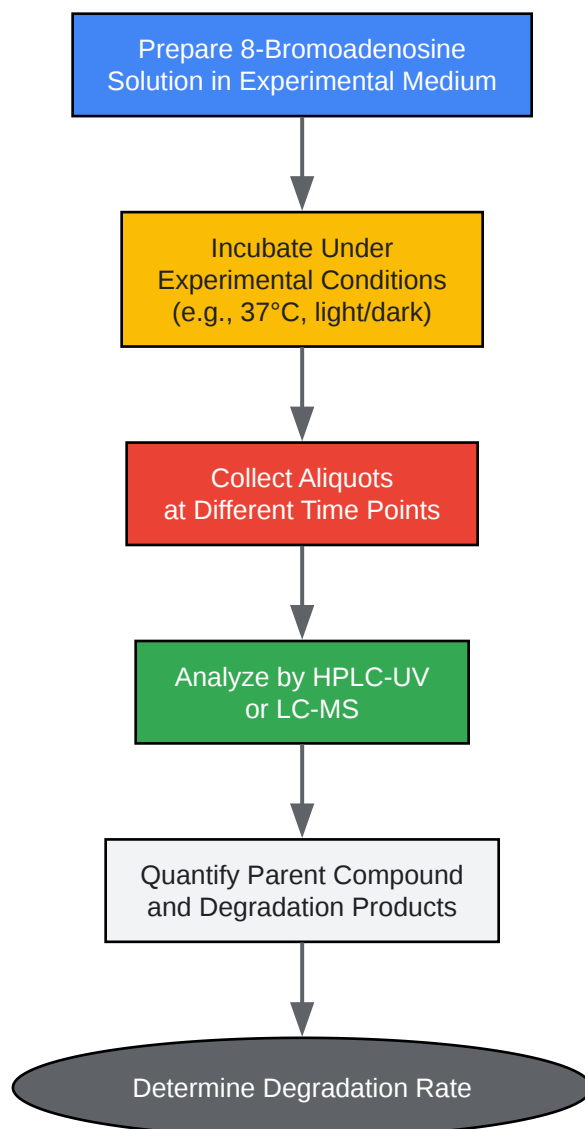 Prepare 8-Bromoadenosine
Solution in Experimental Medium
Incubate Under
Experimental Conditions
(e.g., 37°C, light/dark)
Collect Aliquots
at Different Time Points
Analyze by HPLC-UV
or LC-MS
Quantify Parent Compound
and Degradation Products
Determine Degradation Rate